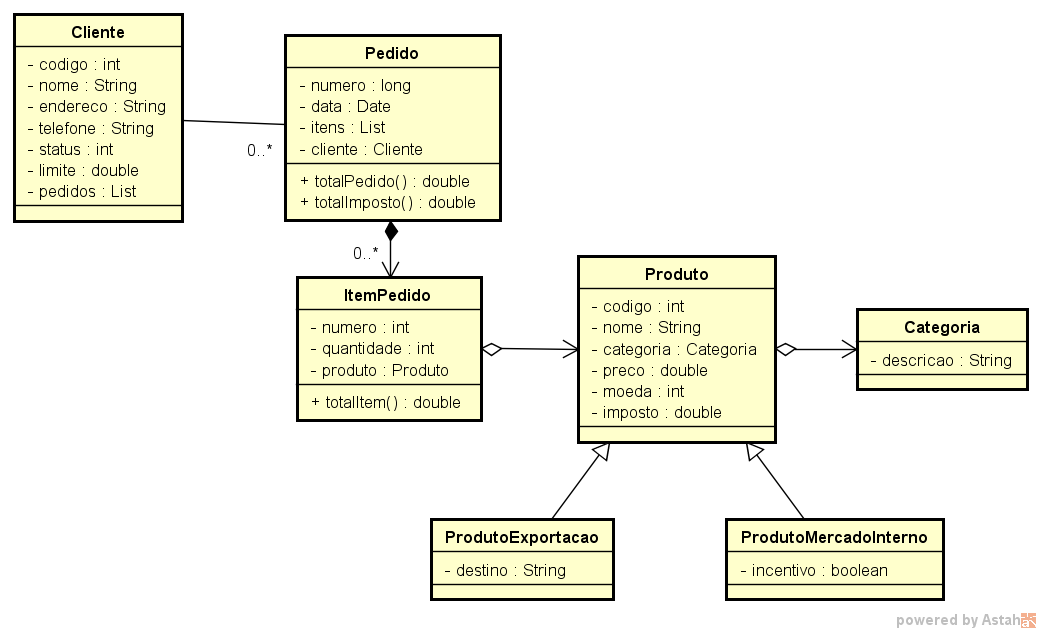 Cliente
- codigo : int
- nome : String
- endereco : String
- telefone : String
- status : int
- limite : double
- pedidos : List
0..*
Pedido
- numero : long
- data : Date
- itens : List
- cliente : Cliente
+ totalPedido() : double
+ totalImposto() : double
0..*
ItemPedido
- numero : int
- quantidade : int
- produto : Produto
+ totalItem() : double
Produto
- codigo : int
- nome : String
- categoria : Categoria
- preco : double
- moeda : int
- imposto : double
Categoria
- descricao : String
ProdutoExportacao
- destino : String
ProdutoMercadoInterno
- incentivo : boolean
powered by Astah